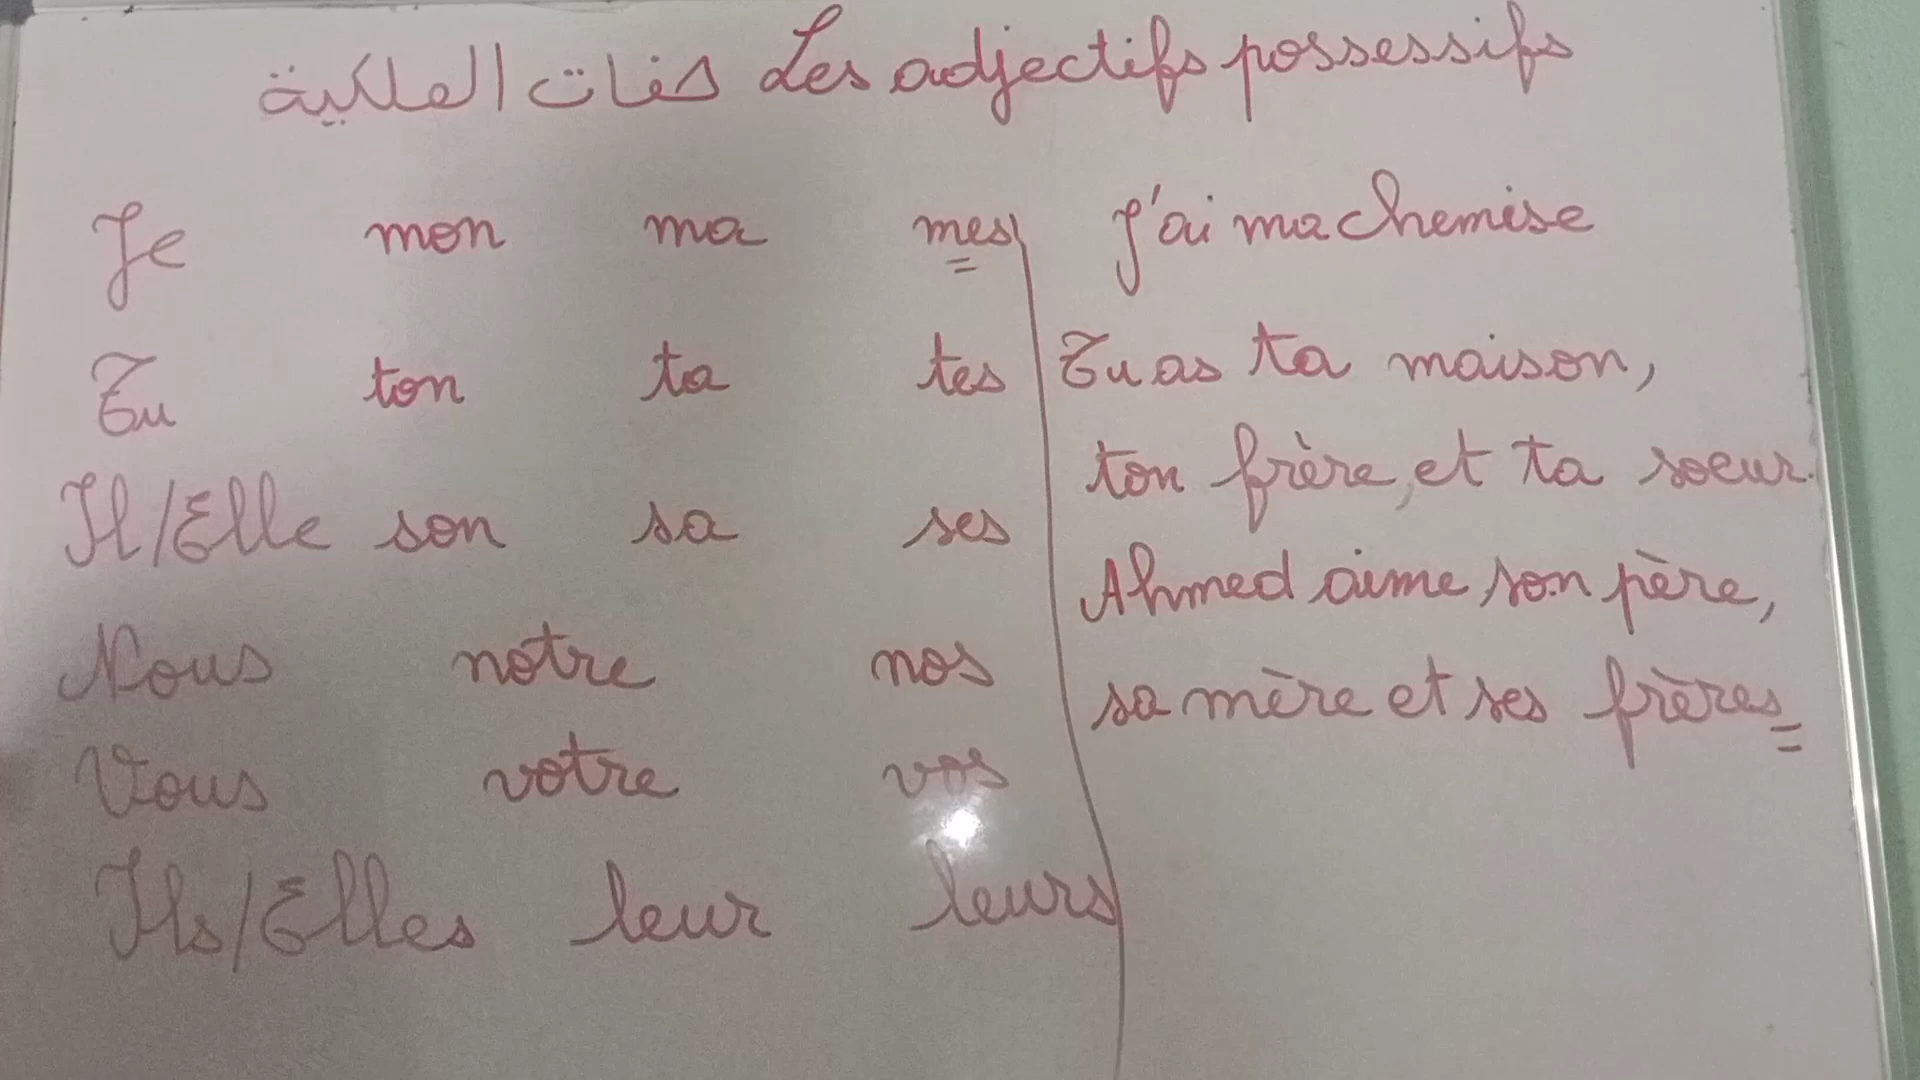 صفات الملكية Les adjectifs possessifs
Je mon ma mes
Tu ton ta tes
Il/Elle son sa ses
Nous notre nos
Vous votre vos
Ils/Elles leur leurs
J'ai ma chemise
Tu as ta maison,
ton frère, et ta soeur.
Ahmed aime son père,
sa mère et ses frères